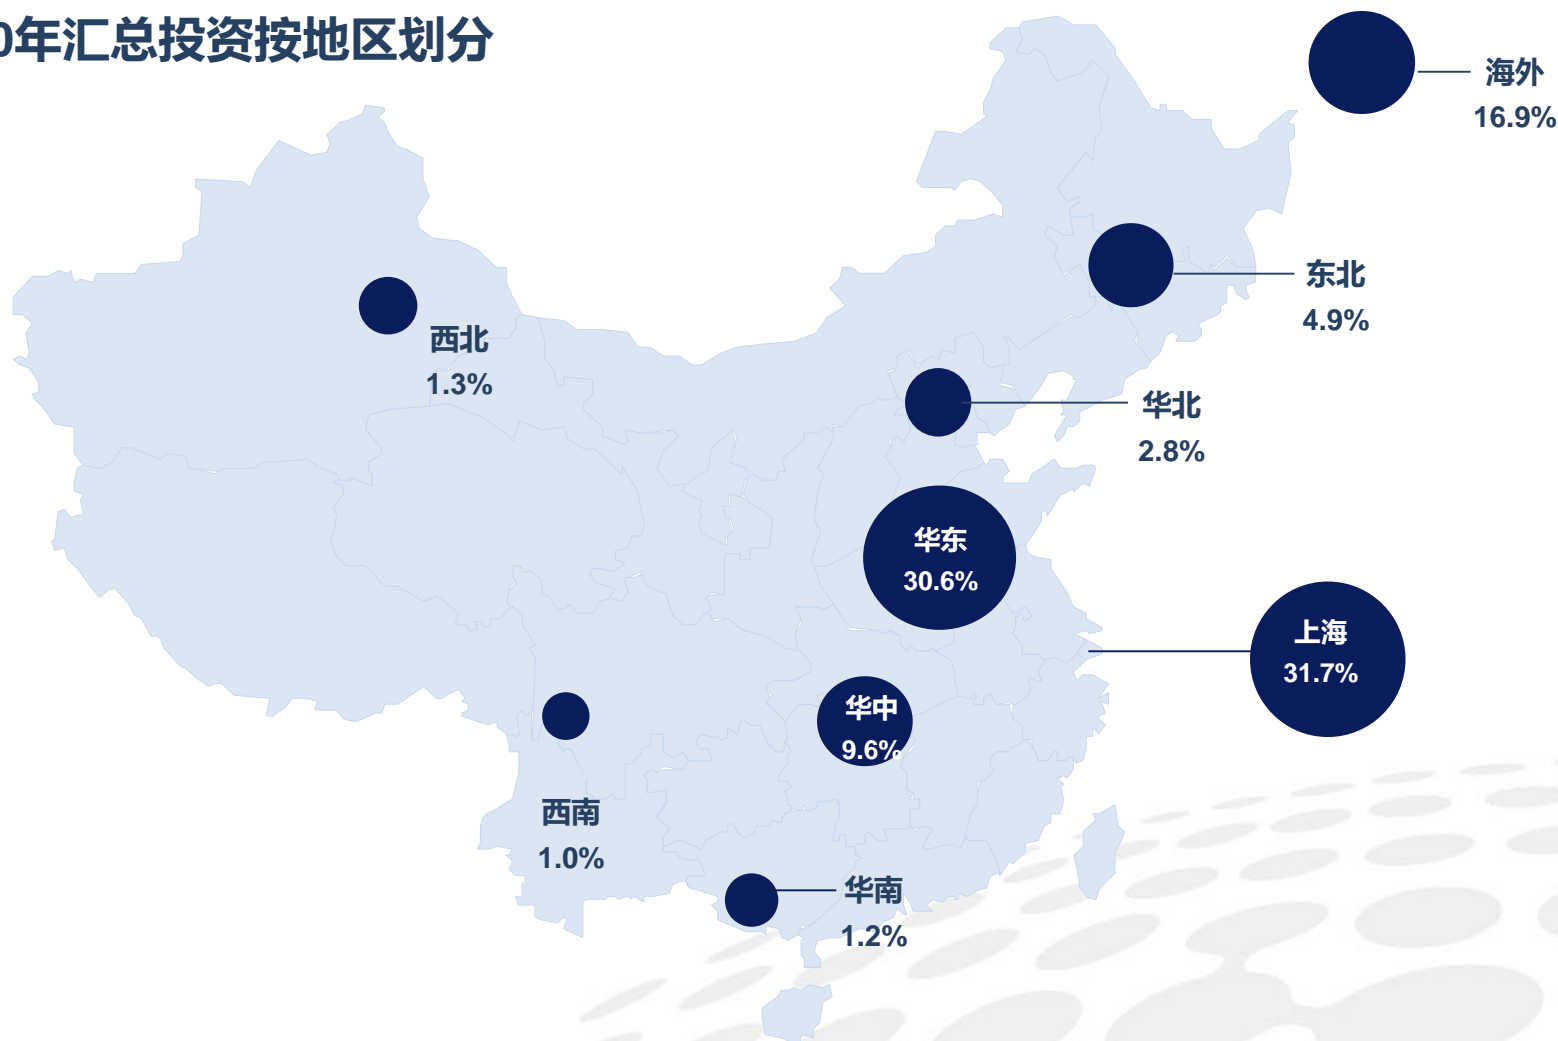 0年汇总投资按地区划分
海外
16.9%
东北
4.9%
西北
1.3%
华北
2.8%
华东
30.6%
上海
31.7%
华中
9.6%
西南
1.0%
华南
1.2%